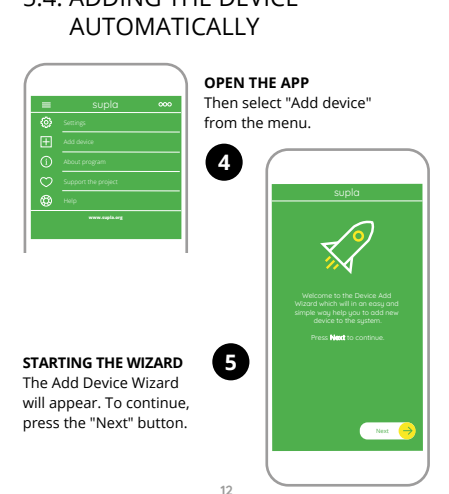 5.4. ADDING THE DEVICE
AUTOMATICALLY
OPEN THE APP
Then select "Add device"
from the menu.
supla
Settings
Add device
About program
Support the project
Help
www.supla.org
4
supla
Welcome to the Device Add
Wizard which will in an easy and
simple way help you to add new
device to the system.
Press Next to continue.
Next
STARTING THE WIZARD
The Add Device Wizard
will appear. To continue,
press the "Next" button.
5
12